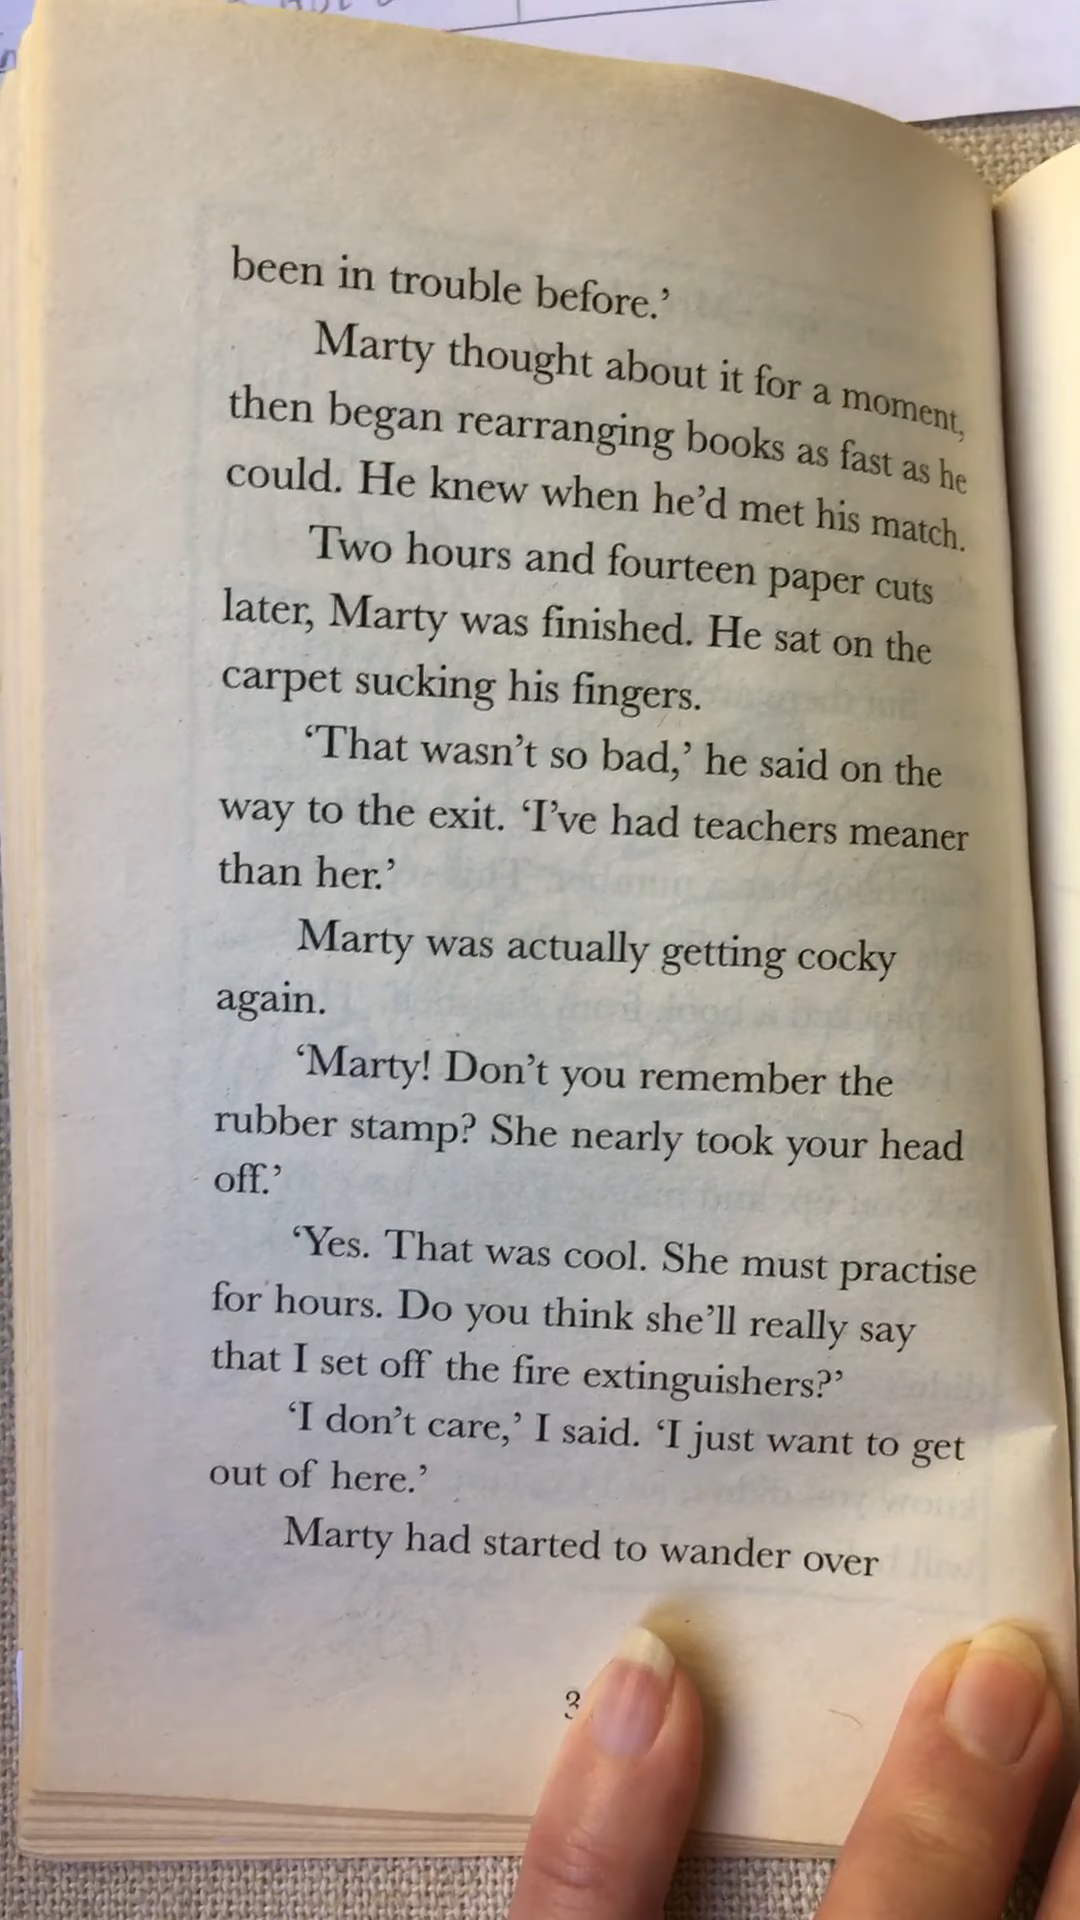 been in trouble before.’
Marty thought about it for a moment,
then began rearranging books as fast as he
could. He knew when he’d met his match.
Two hours and fourteen paper cuts
later, Marty was finished. He sat on the
carpet sucking his fingers.
‘That wasn’t so bad,’ he said on the
way to the exit. ‘I’ve had teachers meaner
than her.’
Marty was actually getting cocky
again.
‘Marty! Don’t you remember the
rubber stamp? She nearly took your head
off.’
‘Yes. That was cool. She must practise
for hours. Do you think she’ll really say
that I set off the fire extinguishers?’
‘I don’t care,’ I said. ‘I just want to get
out of here.’
Marty had started to wander over